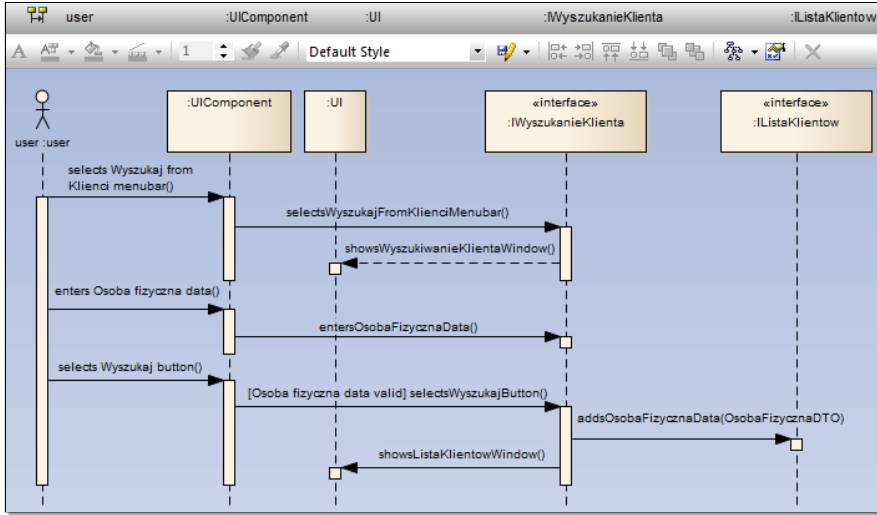 user :UIComponent :UI :IWyszukanieKlienta :IListaKlientow
1 Default Style
:UIComponent :UI «interface» «interface»
:IWyszukanieKlienta :IListaKlientow
user :user
selects Wyszukaj from
Klienci menubar()
selectsWyszukajFromKlienciMenubar()
showsWyszukiwanieKlientaWindow()
enters Osoba fizyczna data()
entersOsobaFizycznaData()
selects Wyszukaj button()
[Osoba fizyczna data valid] selectsWyszukajButton()
addsOsobaFizycznaData(OsobaFizycznaDTO)
showsListaKlientowWindow()